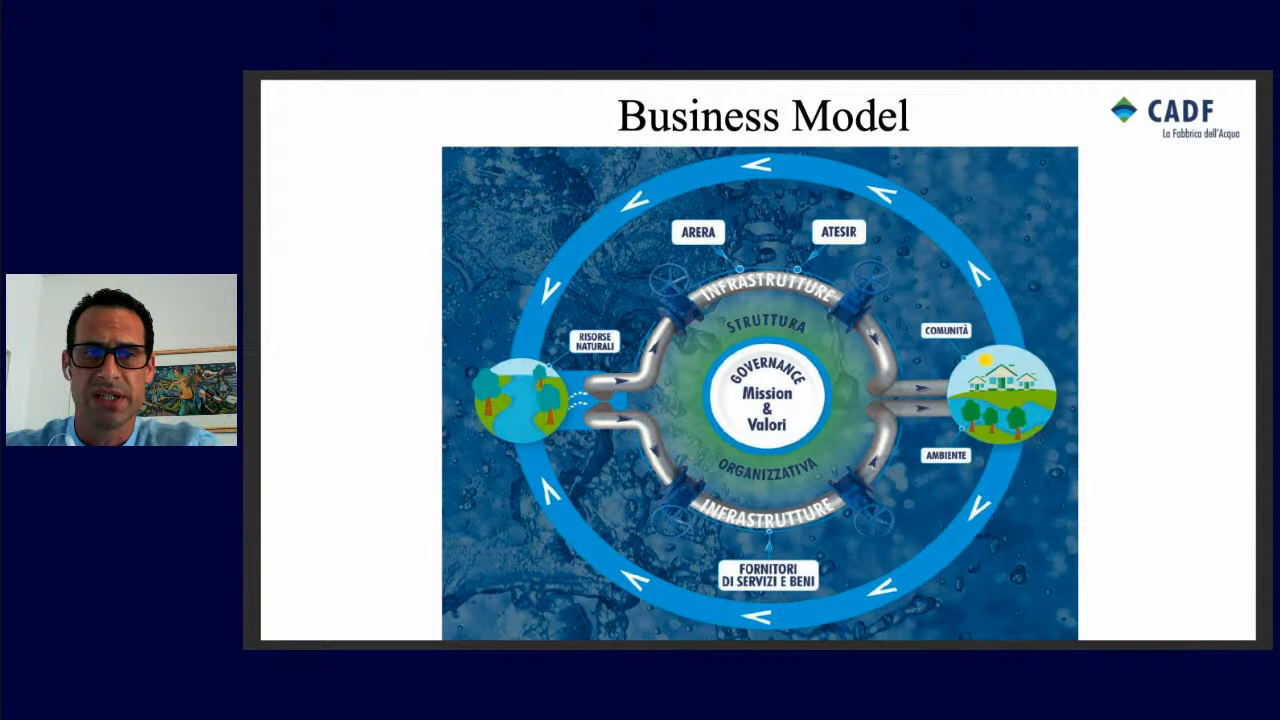 Business Model
CADF
La Fabbrica dell'Acqua
ARERA
ATESIR
INFRASTRUTTURE
STRUTTURA
RISORSE
NATURALI
COMUNITÀ
GOVERNANCE
Mission
&
Valori
AMBIENTE
ORGANIZZATIVA
INFRASTRUTTURE
FORNITORI
DI SERVIZI E BENI